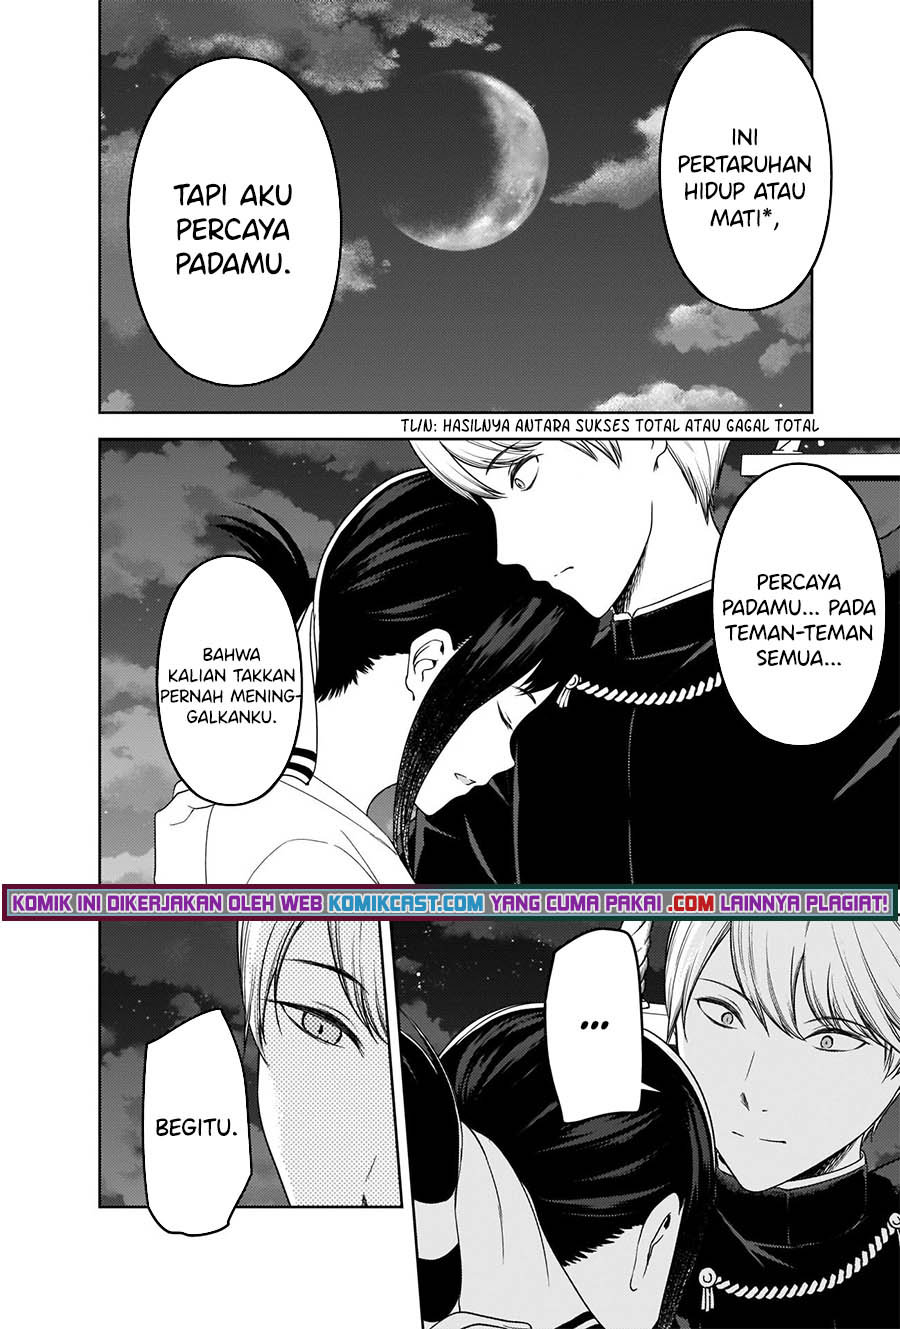 INI
PERTARUHAN
HIDUP ATAU
MATI*,
TAPI AKU
PERCAYA
PADAMU.
TL/N: HASILNYA ANTARA SUKSES TOTAL ATAU GAGAL TOTAL
PERCAYA
PADAMU... PADA
TEMAN-TEMAN
SEMUA...
BAHWA
KALIAN TAKKAN
PERNAH MENING-
GALKANKU.
KOMIK INI DIKERJAKAN OLEH WEB KOMIKCAST.COM YANG CUMA PAKAI .COM LAINNYA PLAGIAT!
...
BEGITU.